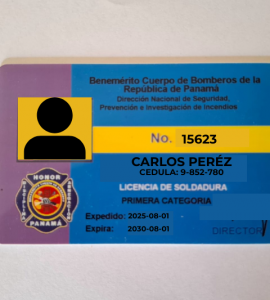 Benemérito Cuerpo de Bomberos de la
República de Panamá
Dirección Nacional de Seguridad,
Prevención e Investigación de Incendios
No. 15623
CARLOS PERÉZ
CEDULA: 9-852-780
LICENCIA DE SOLDADURA
PRIMERA CATEGORIA
HONOR
DISCIPLINA
PANAMÁ
Expedido: 2025-08-01
Expira: 2030-08-01
DIRECTOR